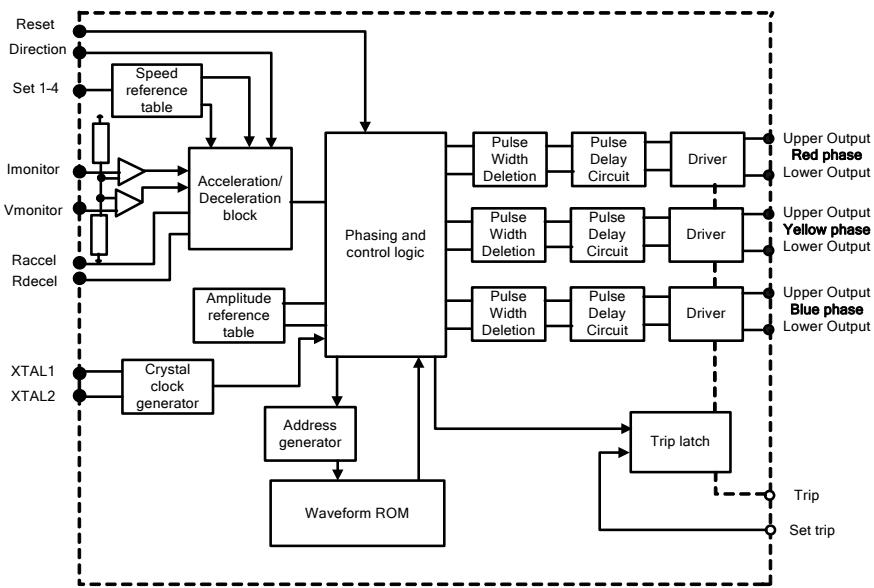 Reset
Direction
Set 1-4
Imonitor
Vmonitor
Raccel
Rdecel
XTAL1
XTAL2
Speed
reference
table
Acceleration/
Deceleration
block
Amplitude
reference
table
Crystal
clock
generator
Phasing and
control logic
Address
generator
Waveform ROM
Pulse
Width
Deletion
Pulse
Delay
Circuit
Driver
Upper Output
Red phase
Lower Output
Pulse
Width
Deletion
Pulse
Delay
Circuit
Driver
Upper Output
Yellow phase
Lower Output
Pulse
Width
Deletion
Pulse
Delay
Circuit
Driver
Upper Output
Blue phase
Lower Output
Trip latch
Trip
Set trip